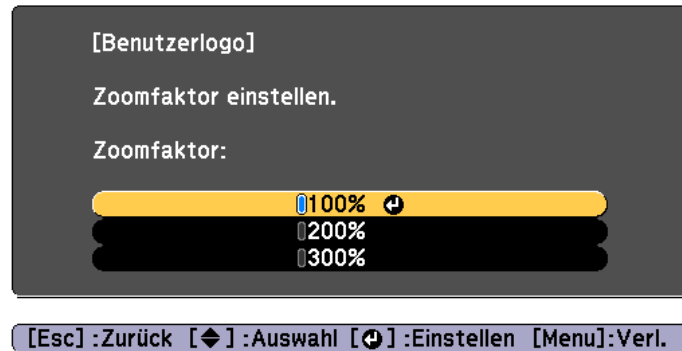 [Benutzerlogo]
Zoomfaktor einstellen.
Zoomfaktor:
100%
200%
300%
[Esc] :Zurück [◆] :Auswahl [⏎] :Einstellen [Menu]:Verl.